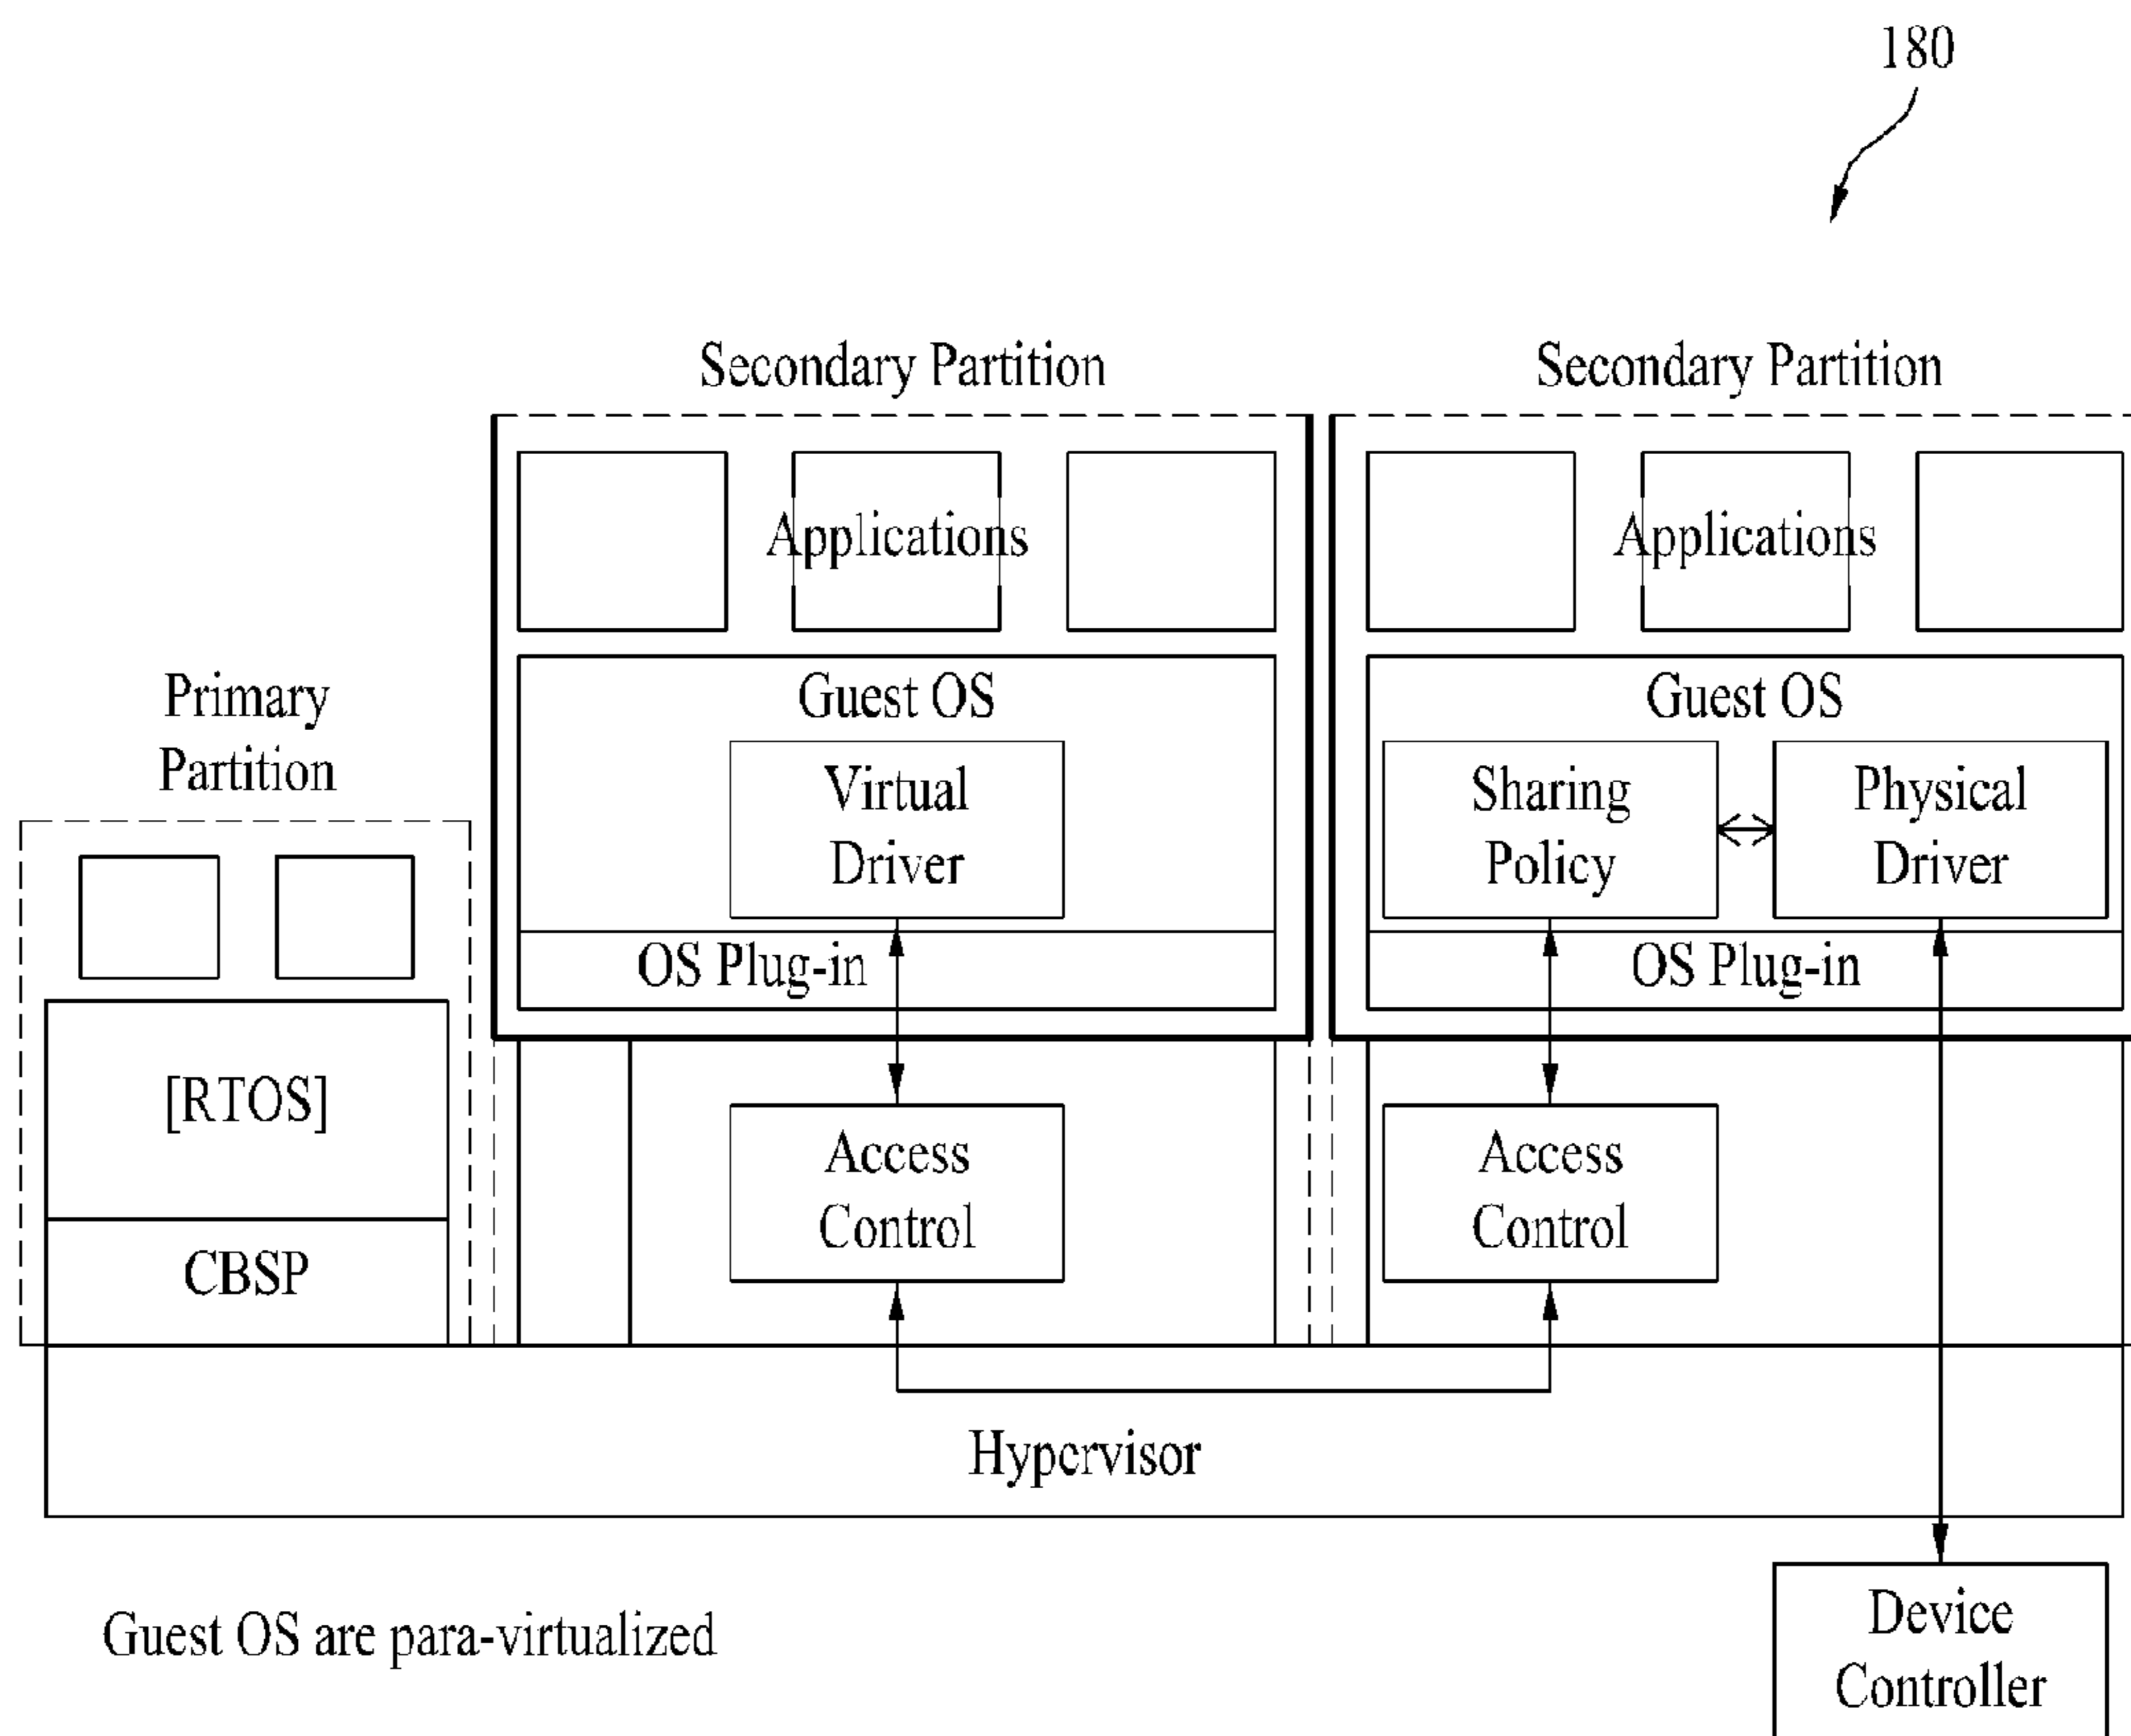 180
Secondary Partition
Secondary Partition
Applications
Applications
Primary
Partition
Guest OS
Guest OS
Virtual
Driver
Sharing
Policy
Physical
Driver
OS Plug-in
OS Plug-in
[RTOS]
CBSP
Access
Control
Access
Control
Hypervisor
Guest OS are para-virtualized
Device
Controller